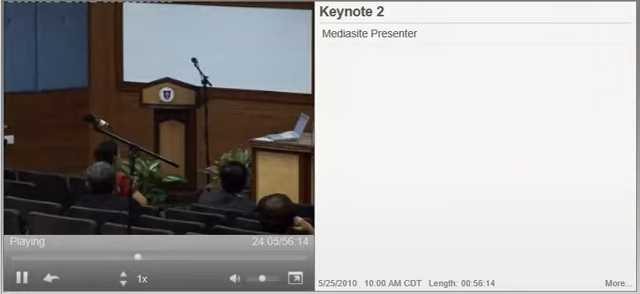 Keynote 2
Mediasite Presenter
Playing
24:05/56:14
1x
5/25/2010 10:00 AM CDT Length: 00:56:14
More...